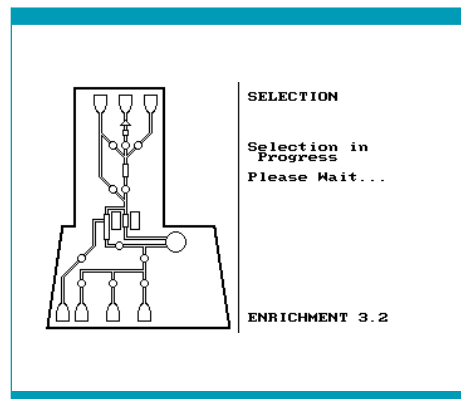 SELECTION
Selection in
Progress
Please Wait...
ENRICHMENT 3.2